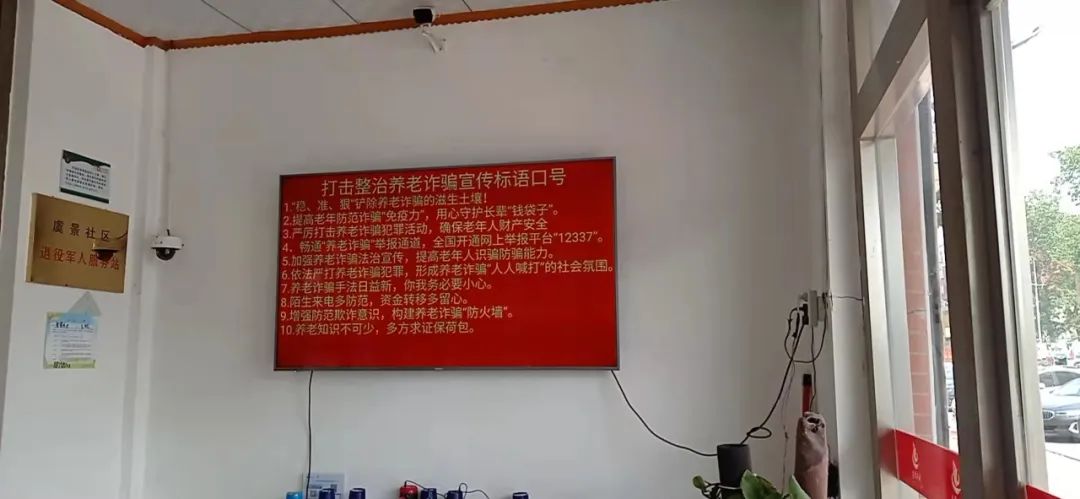 打击整治养老诈骗宣传标语口号
1."稳、准、狠"铲除养老诈骗的滋生土壤！
2.提高老年防范诈骗"免疫力"，用心守护长辈"钱袋子"。
3.严厉打击养老诈骗犯罪活动，确保老年人财产安全
4、畅通"养老诈骗"举报通道，全国开通网上举报平台"12337"。
5.加强养老诈骗法治宣传，提高老年人识骗防骗能力。
6.依法严打养老诈骗犯罪，形成养老诈骗"人人喊打"的社会氛围。
7.养老诈骗手法日益新，你我务必要小心。
8.陌生来电多防范，资金转移多留心。
9.增强防范欺诈意识，构建养老诈骗"防火墙"。
10.养老知识不可少，多方求证保荷包。
虞景社区
退役军人服务站